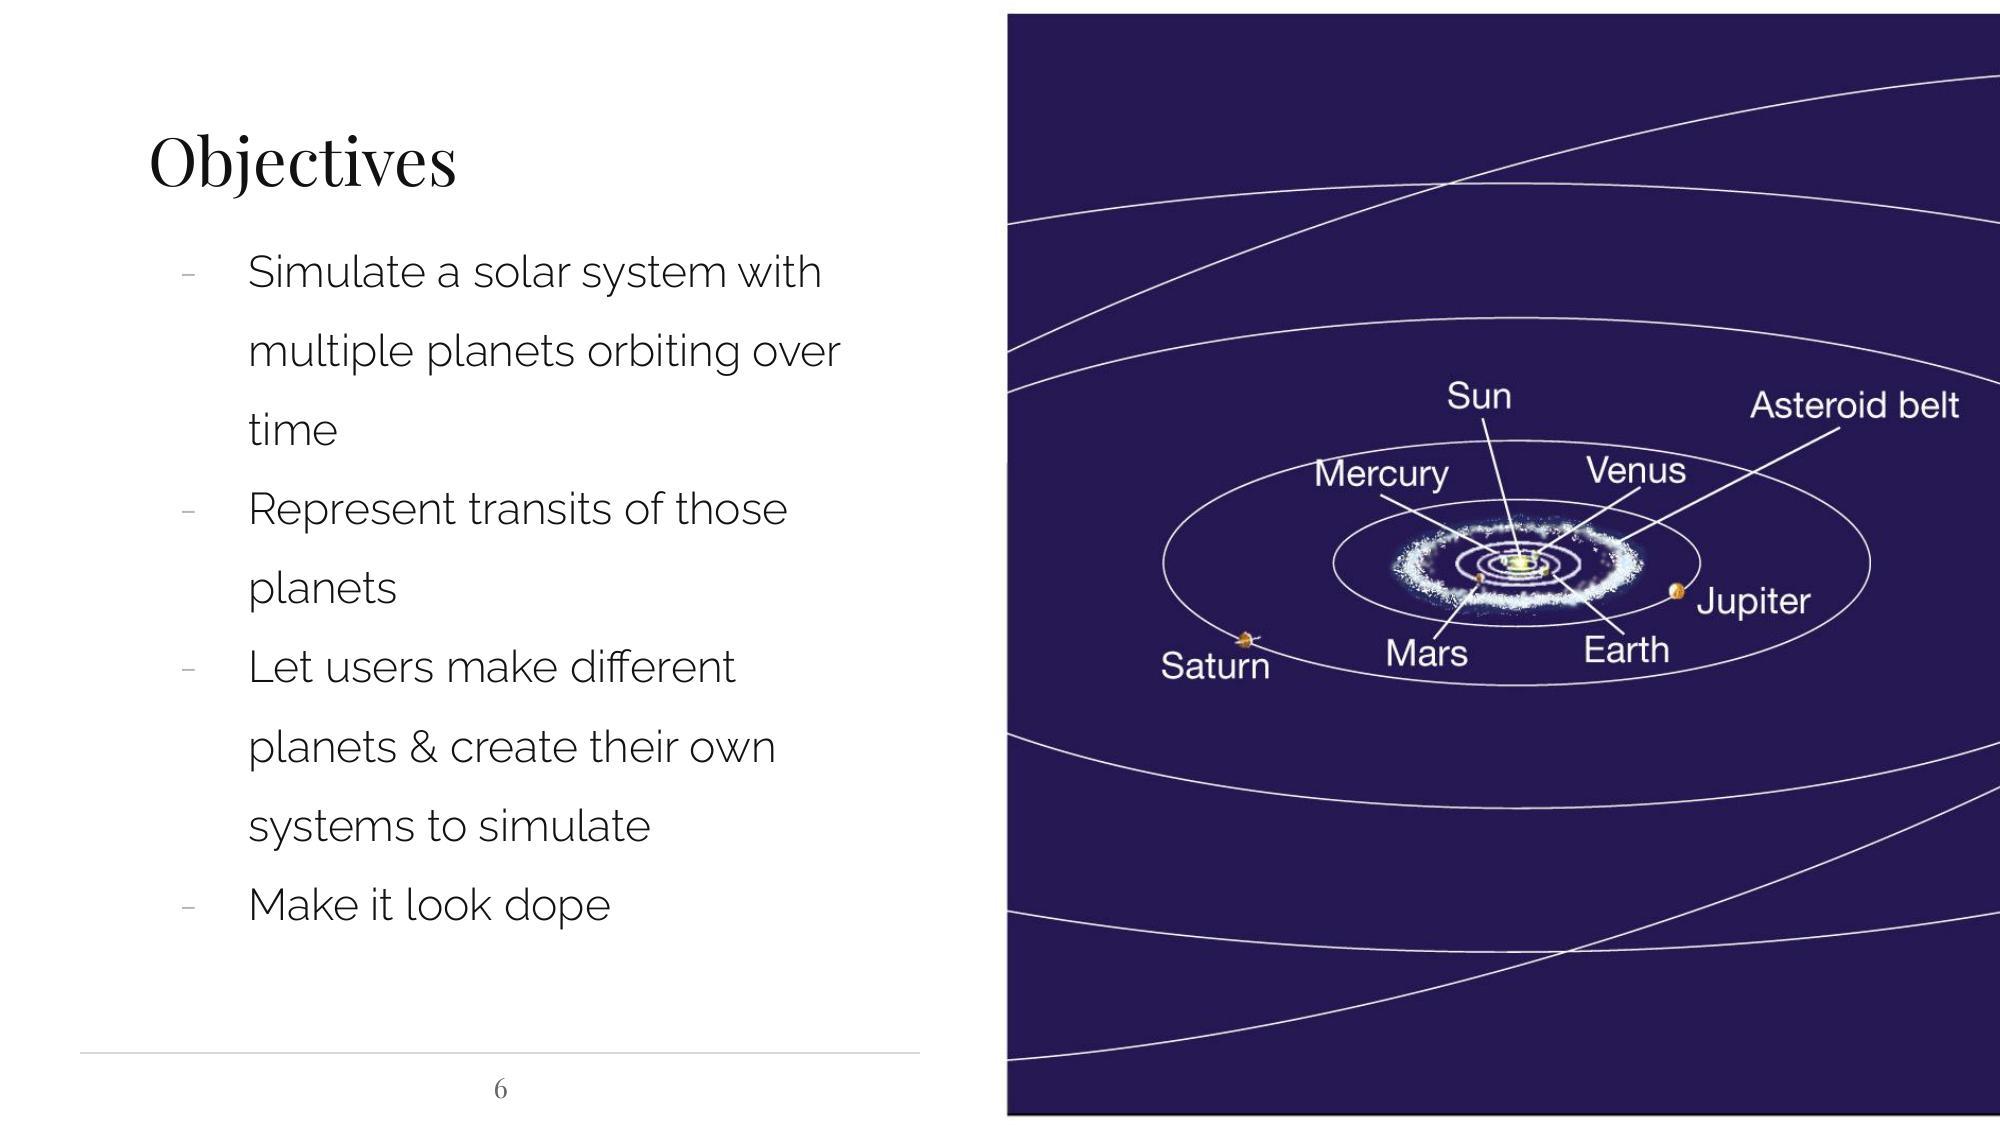 Objectives
- Simulate a solar system with
multiple planets orbiting over
time
- Represent transits of those
planets
- Let users make different
planets & create their own
systems to simulate
- Make it look dope
6
Sun
Asteroid belt
Mercury
Venus
Jupiter
Saturn
Mars
Earth